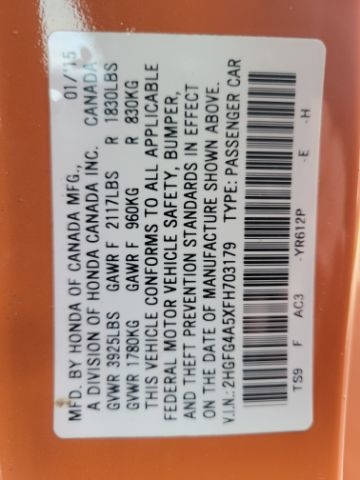 MFD. BY HONDA OF CANADA MFG., 01/'15
A DIVISION OF HONDA CANADA INC. CANADA
GVWR 3925LBS GAWR F 2117LBS R 1830LBS
GVWR 1780KG GAWR F 960KG R 830KG
THIS VEHICLE CONFORMS TO ALL APPLICABLE
FEDERAL MOTOR VEHICLE SAFETY, BUMPER,
AND THEFT PREVENTION STANDARDS IN EFFECT
ON THE DATE OF MANUFACTURE SHOWN ABOVE.
V.I.N.: 2HGFG4A5XFH703179 TYPE: PASSENGER CAR
TS9 F AC3 -YR612P -E -H